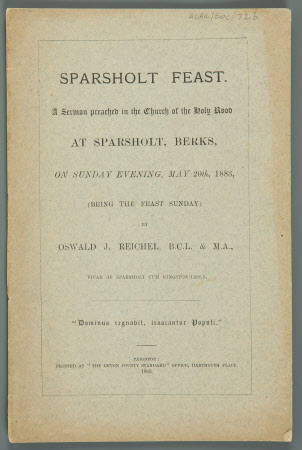 SPARSHOLT FEAST.
A Sermon preached in the Church of the Holy Rood
AT SPARSHOLT, BERKS,
ON SUNDAY EVENING, MAY 20th, 1883,
(BEING THE FEAST SUNDAY)
BY
OSWALD J. REICHEL, B.C.L. & M.A.,
VICAR OF SPARSHOLT CUM KINGSTON LISLE.
"Dominus regnabit, irascantur Populi."
PAIGNTON:
PRINTED AT "THE DEVON COUNTY STANDARD" OFFICE, DARTMOUTH PLACE.
1883.